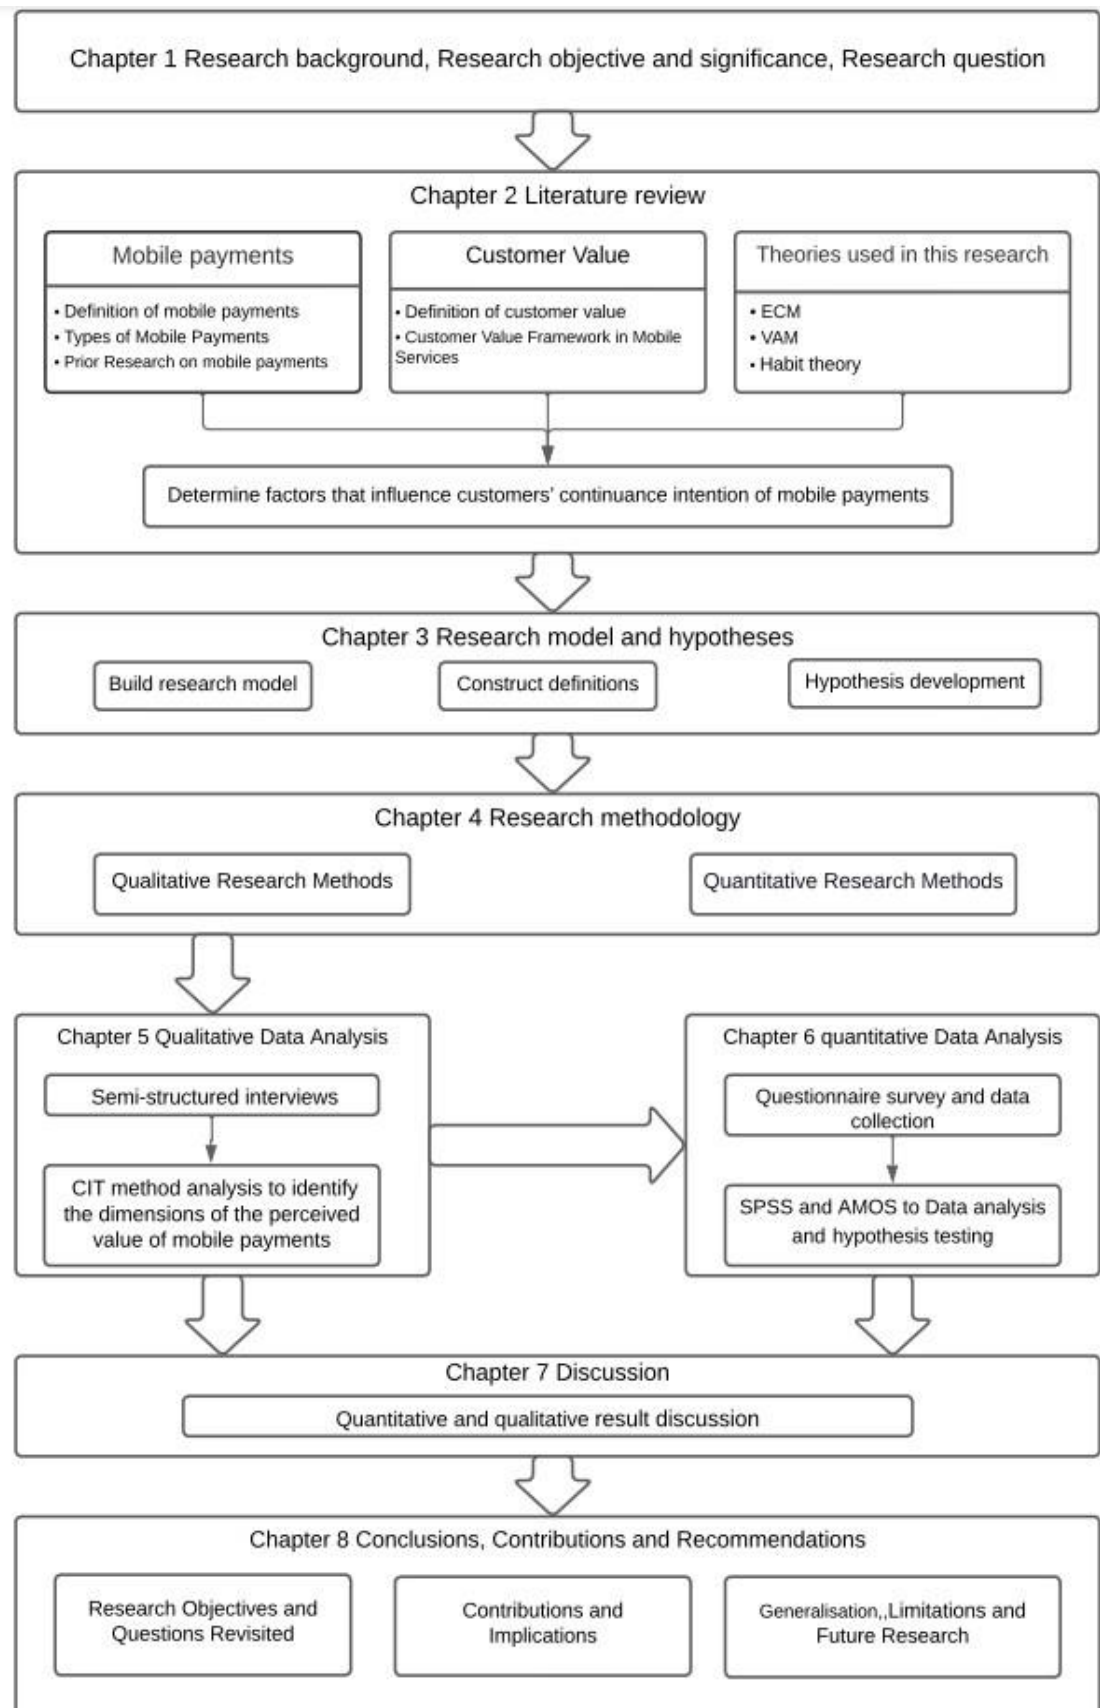 Chapter 1 Research background, Research objective and significance, Research question
Chapter 2 Literature review
Mobile payments
• Definition of mobile payments
• Types of Mobile Payments
• Prior Research on mobile payments
Customer Value
• Definition of customer value
• Customer Value Framework in Mobile
Services
Theories used in this research
• ECM
• VAM
• Habit theory
Determine factors that influence customers' continuance intention of mobile payments
Chapter 3 Research model and hypotheses
Build research model
Construct definitions
Hypothesis development
Chapter 4 Research methodology
Qualitative Research Methods
Quantitative Research Methods
Chapter 5 Qualitative Data Analysis
Semi-structured interviews
CIT method analysis to identify
the dimensions of the perceived
value of mobile payments
Chapter 6 quantitative Data Analysis
Questionnaire survey and data
collection
SPSS and AMOS to Data analysis
and hypothesis testing
Chapter 7 Discussion
Quantitative and qualitative result discussion
Chapter 8 Conclusions, Contributions and Recommendations
Research Objectives and
Questions Revisited
Contributions and
Implications
Generalisation,,Limitations and
Future Research